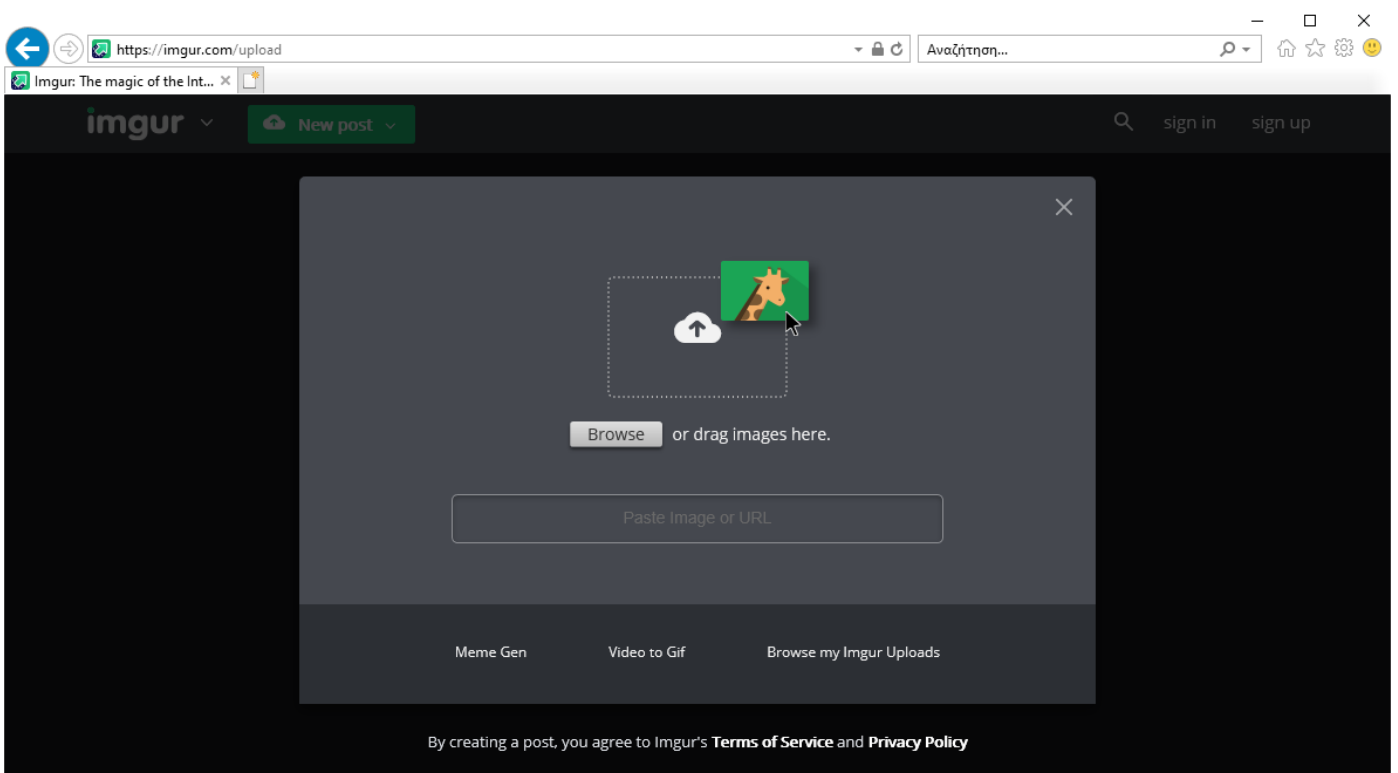 https://imgur.com/upload
Αναζήτηση...
Imgur: The magic of the Int...
imgur
New post
sign in
sign up
Browse or drag images here.
Paste Image or URL
Meme Gen
Video to Gif
Browse my Imgur Uploads
By creating a post, you agree to Imgur's Terms of Service and Privacy Policy